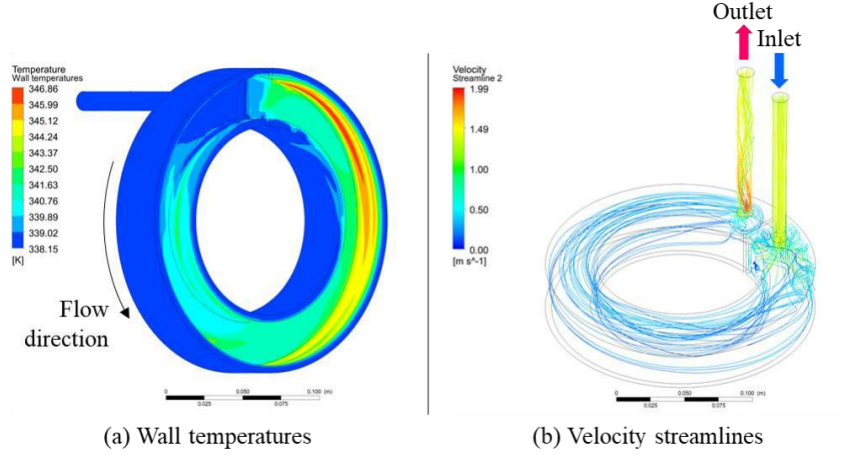 Outlet
Inlet
Temperature
Wall temperatures
346.86
345.99
345.12
344.24
343.37
342.50
341.63
340.76
339.89
339.02
338.15
[K]
Flow
direction
0 0.050 0.100 (m)
0.025 0.075
Velocity
Streamline 2
1.99
1.49
1.00
0.50
0.00
[m s^-1]
0 0.050 0.100 (m)
0.025 0.075
(a) Wall temperatures
(b) Velocity streamlines